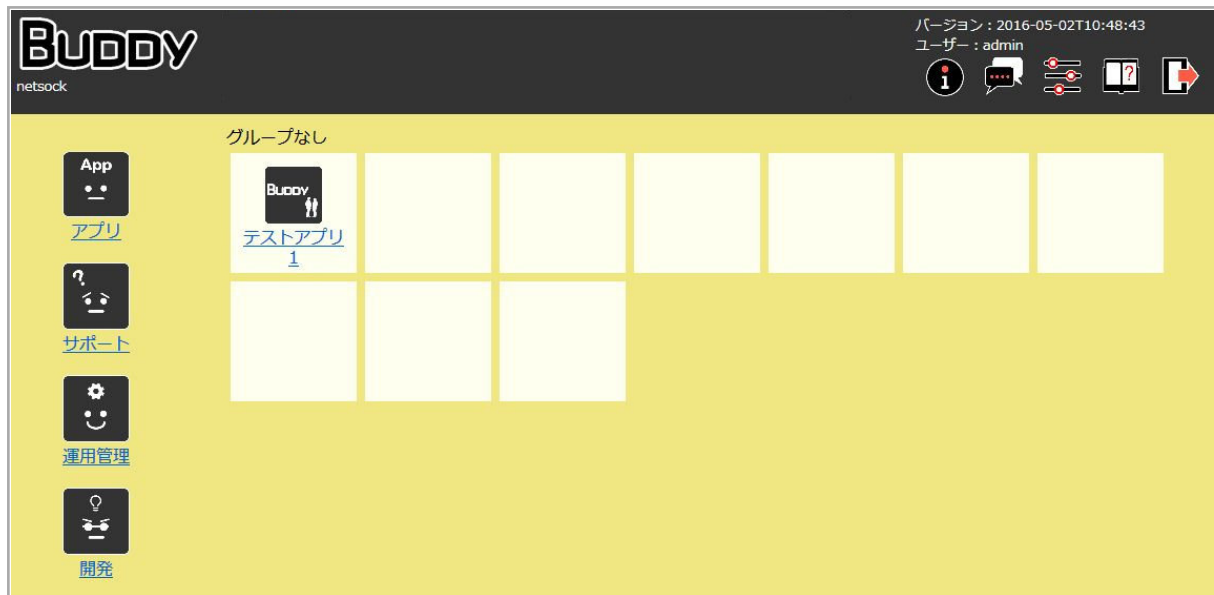 BUDDY
netsock
バージョン : 2016-05-02T10:48:43
ユーザー : admin
グループなし
App
アプリ
サポート
運用管理
開発
BUDDY
テストアプリ
1